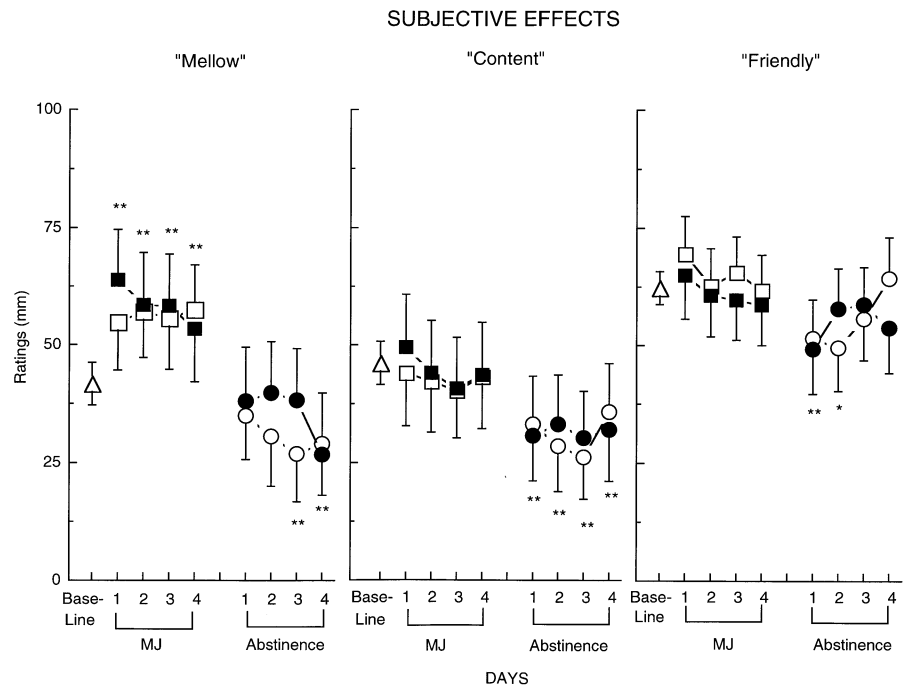 SUBJECTIVE EFFECTS
"Mellow" "Content" "Friendly"
100
75
50
25
0
Ratings (mm)
** ** ** **
** **
** ** ** **
** *
Base- 1 2 3 4 1 2 3 4 Base- 1 2 3 4 1 2 3 4 Base- 1 2 3 4 1 2 3 4
Line Line Line
MJ Abstinence MJ Abstinence MJ Abstinence
DAYS